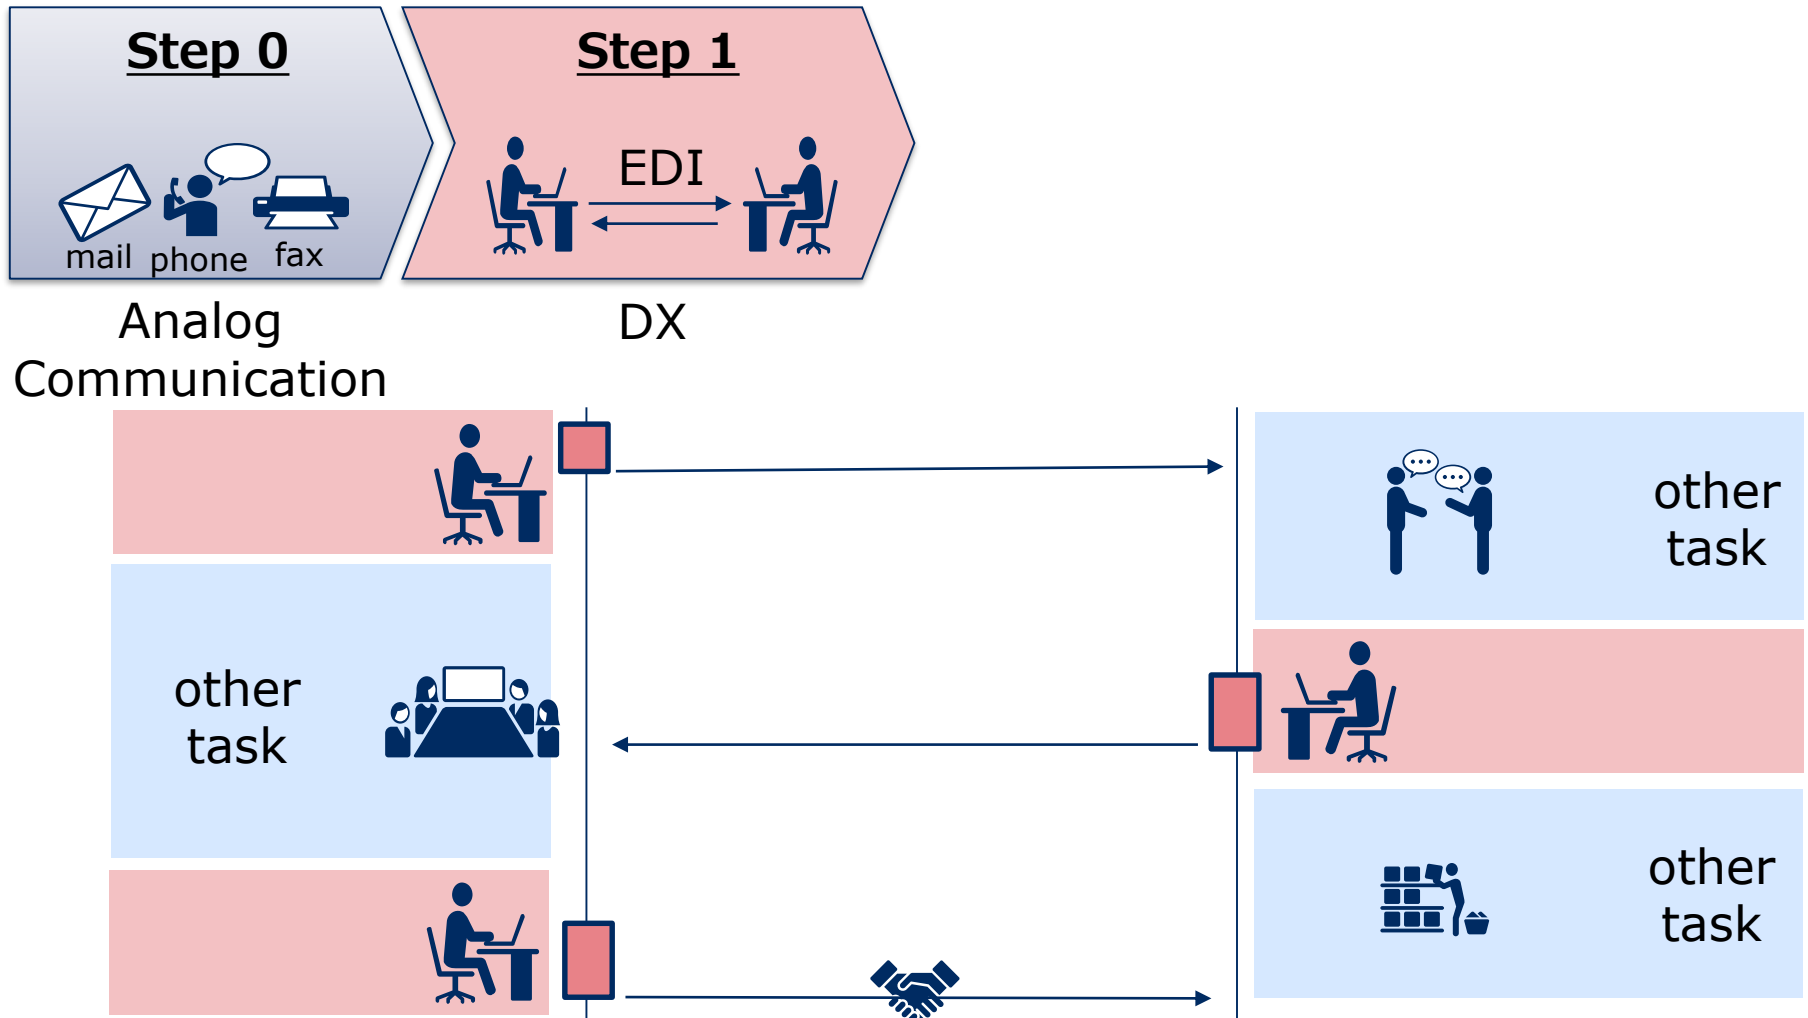 Step 0
Step 1
EDI
mail
phone
fax
Analog
Communication
DX
other
task
other
task
other
task